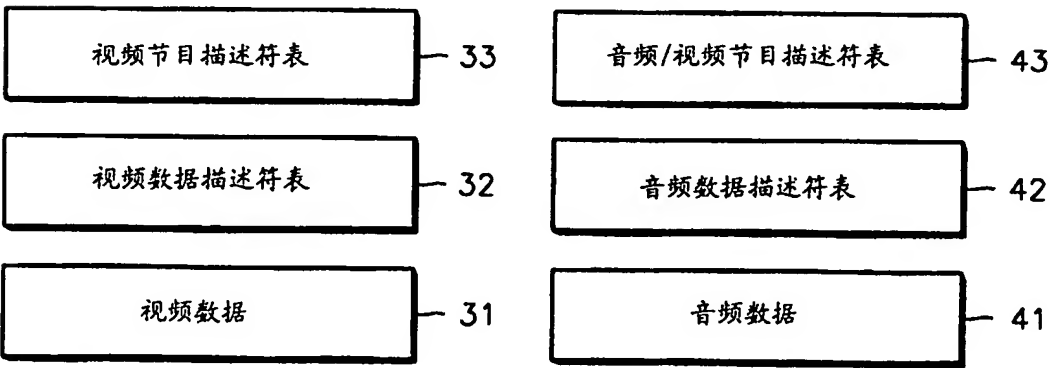 视频节目描述符表 33
音频/视频节目描述符表 43
视频数据描述符表 32
音频数据描述符表 42
视频数据 31
音频数据 41